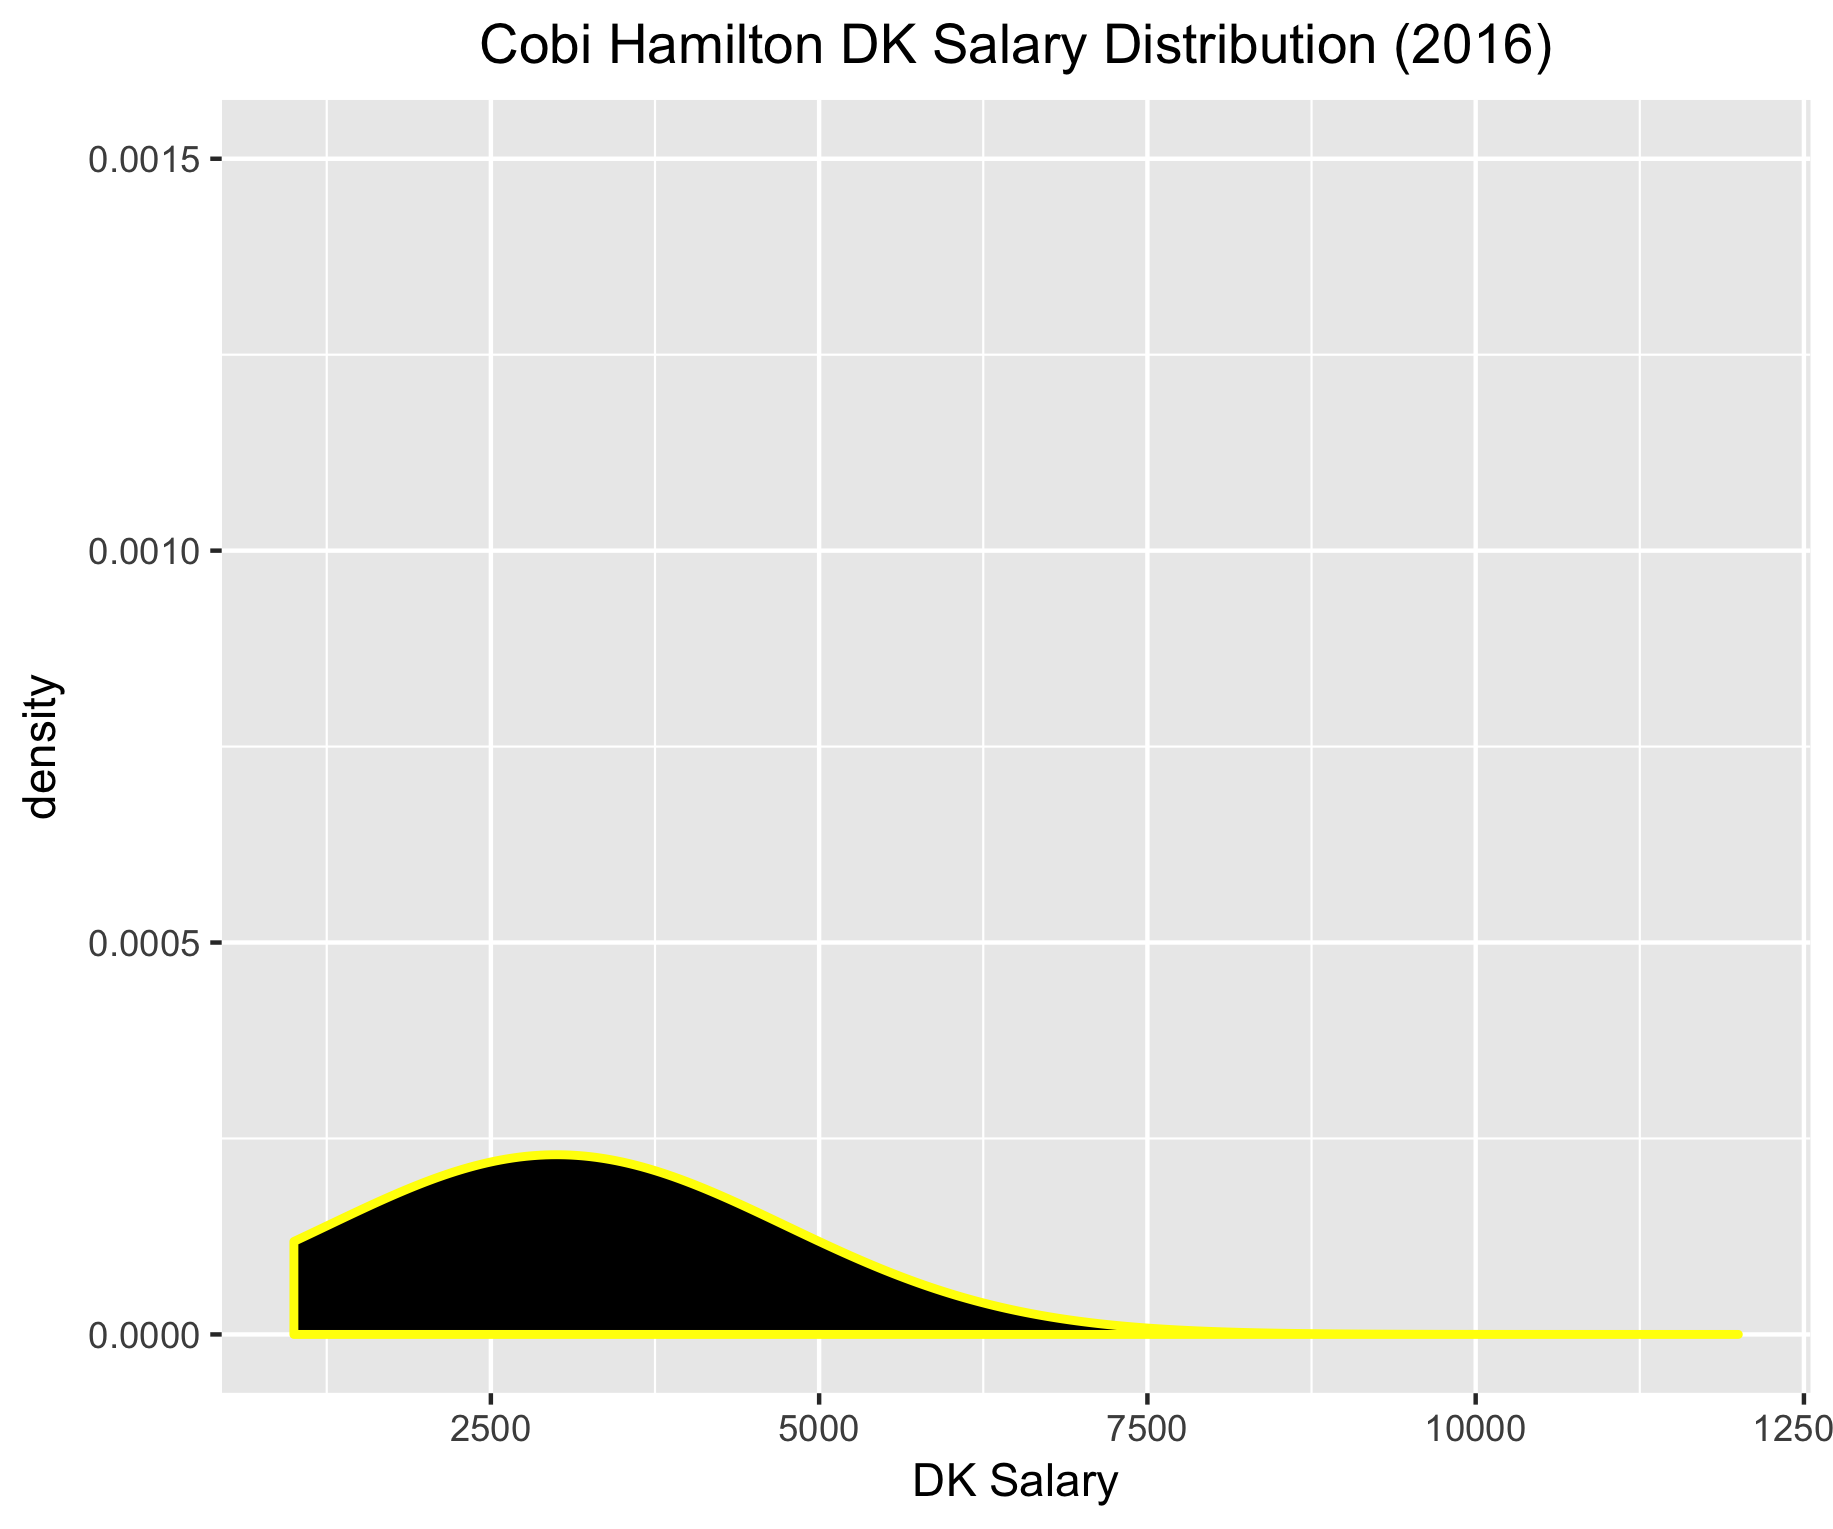 Cobi Hamilton DK Salary Distribution (2016)
0.0015
0.0010
0.0005
0.0000
density
2500 5000 7500 10000 1250
DK Salary